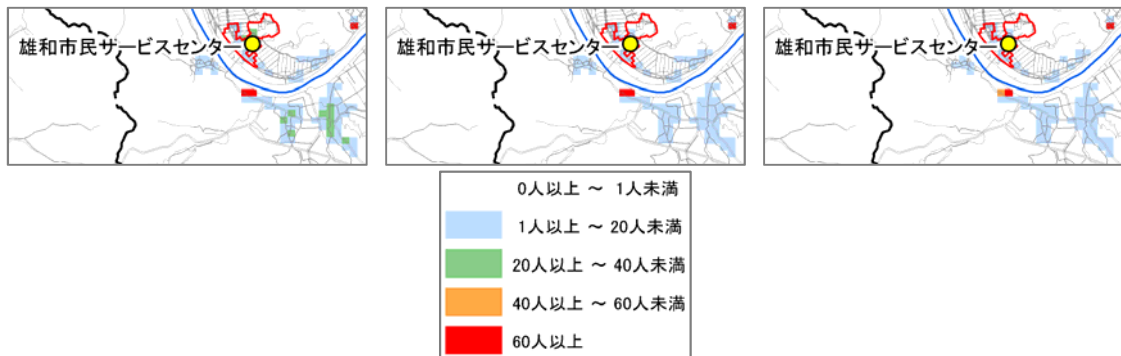 雄和市民サービスセンター
雄和市民サービスセンター
雄和市民サービスセンター
0人以上 ～ 1人未満
1人以上 ～ 20人未満
20人以上 ～ 40人未満
40人以上 ～ 60人未満
60人以上